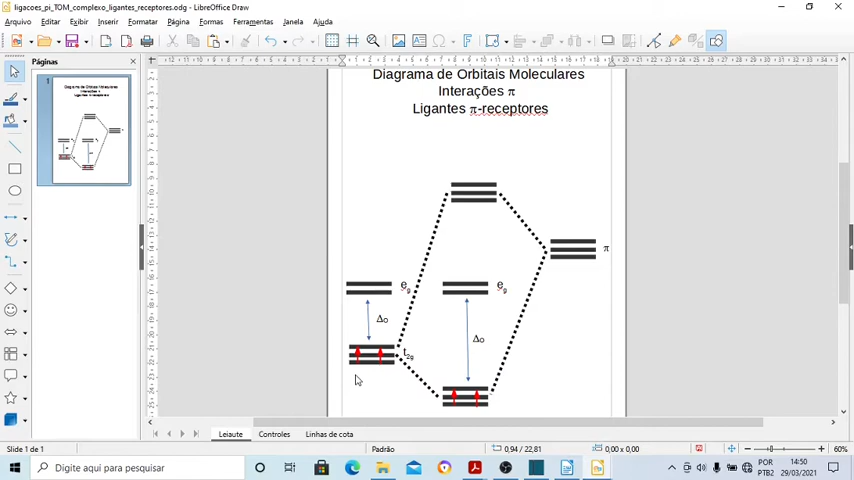 ligacoes_pi_TOM_complexo_ligantes_receptores.odg - LibreOffice Draw
Arquivo Editar Exibir Inserir Formatar Página Formas Ferramentas Janela Ajuda
Páginas
1
Diagrama de Orbitais Moleculares
Interações π
Ligantes π-receptores
π
eg
eg
Δo
Δo
t2g
Leiaute Controles Linhas de cota
Slide 1 de 1 Padrão 0,94 / 22,81 0,00 x 0,00 60%
Digite aqui para pesquisar
POR 14:50
PTB2 29/03/2021